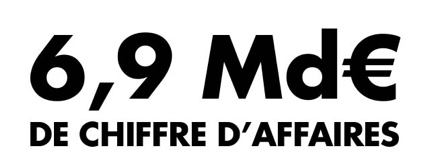 6,9 Md€
DE CHIFFRE D’AFFAIRES